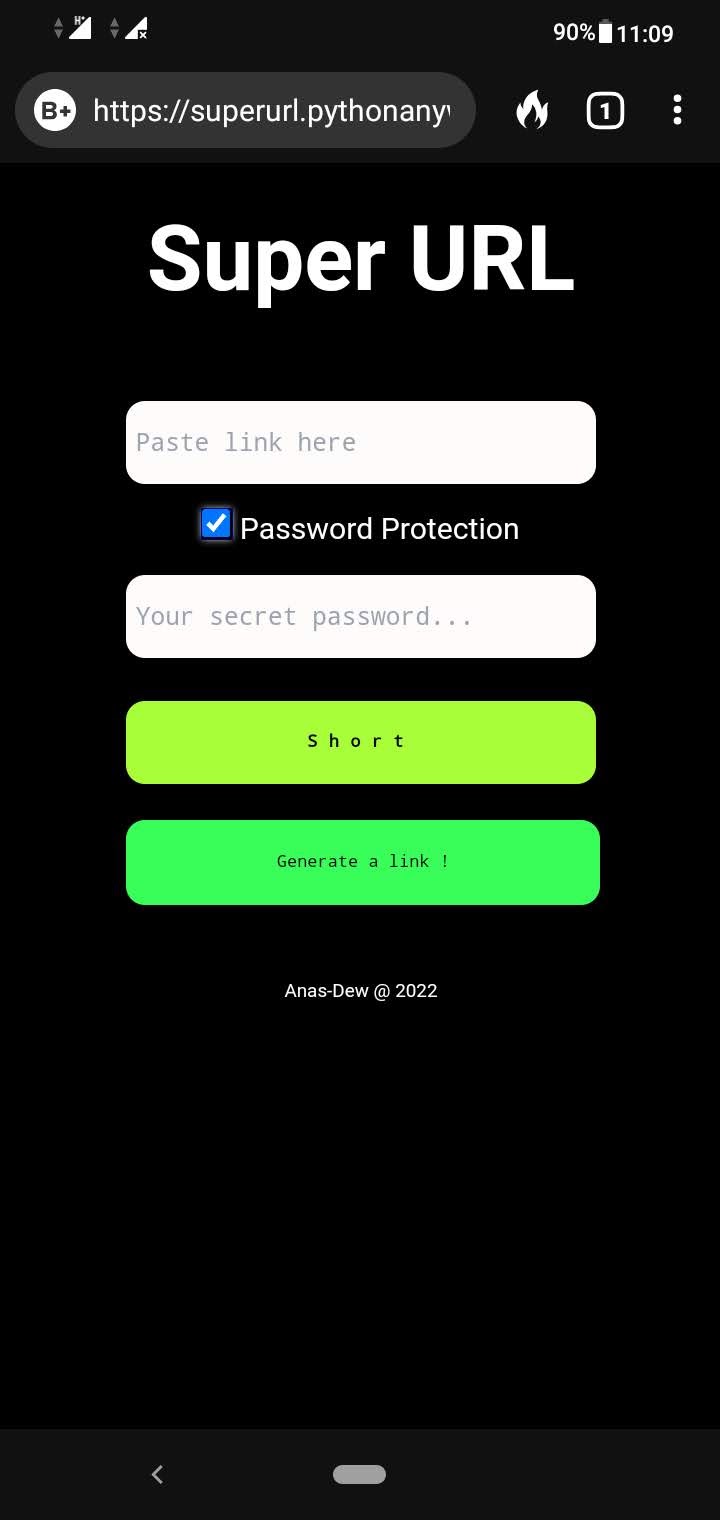 H+
90% 11:09
B+ https://superurl.pythonany
1
Super URL
Paste link here
Password Protection
Your secret password...
Short
Generate a link !
Anas-Dew @ 2022